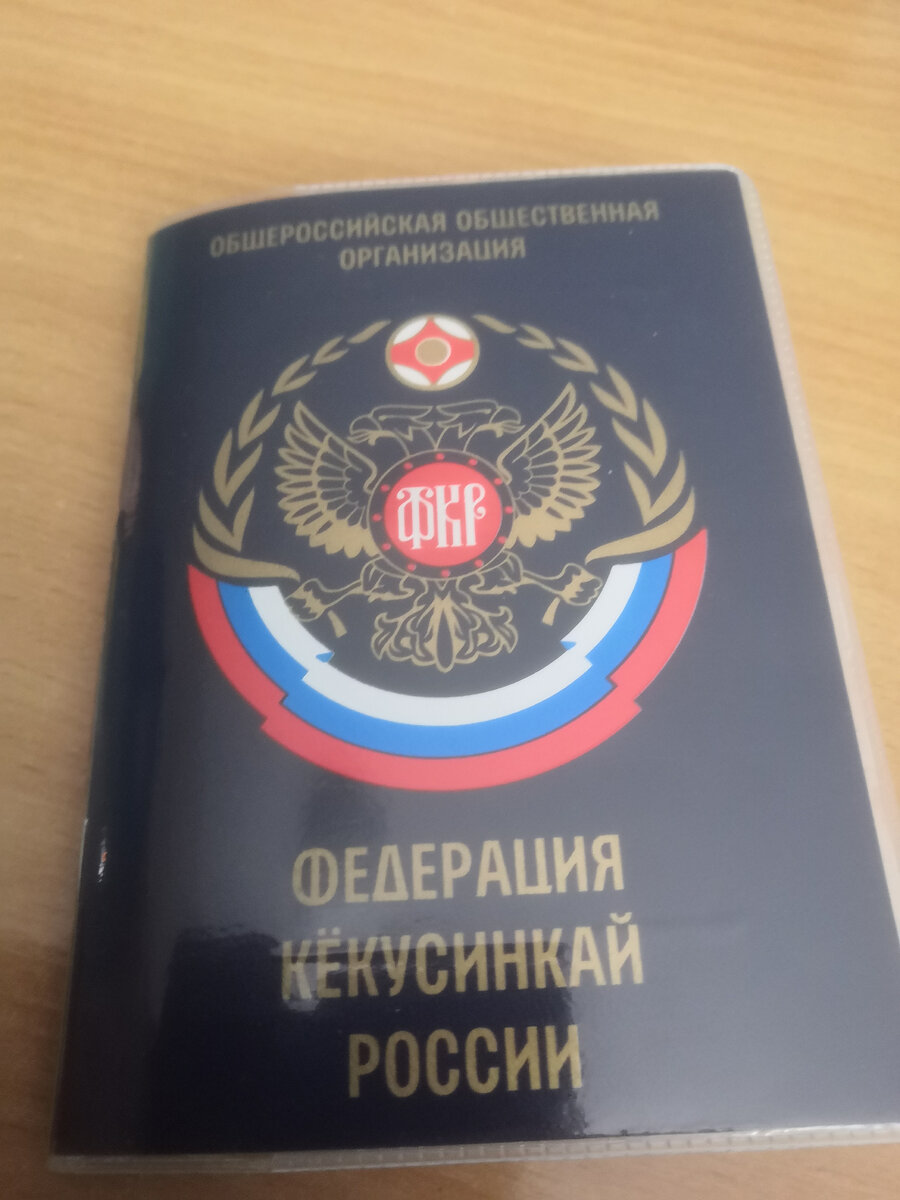 ОБЩЕРОССИЙСКАЯ ОБЩЕСТВЕННАЯ
ОРГАНИЗАЦИЯ
ФКР
ФЕДЕРАЦИЯ
КЁКУСИНКАЙ
РОССИИ